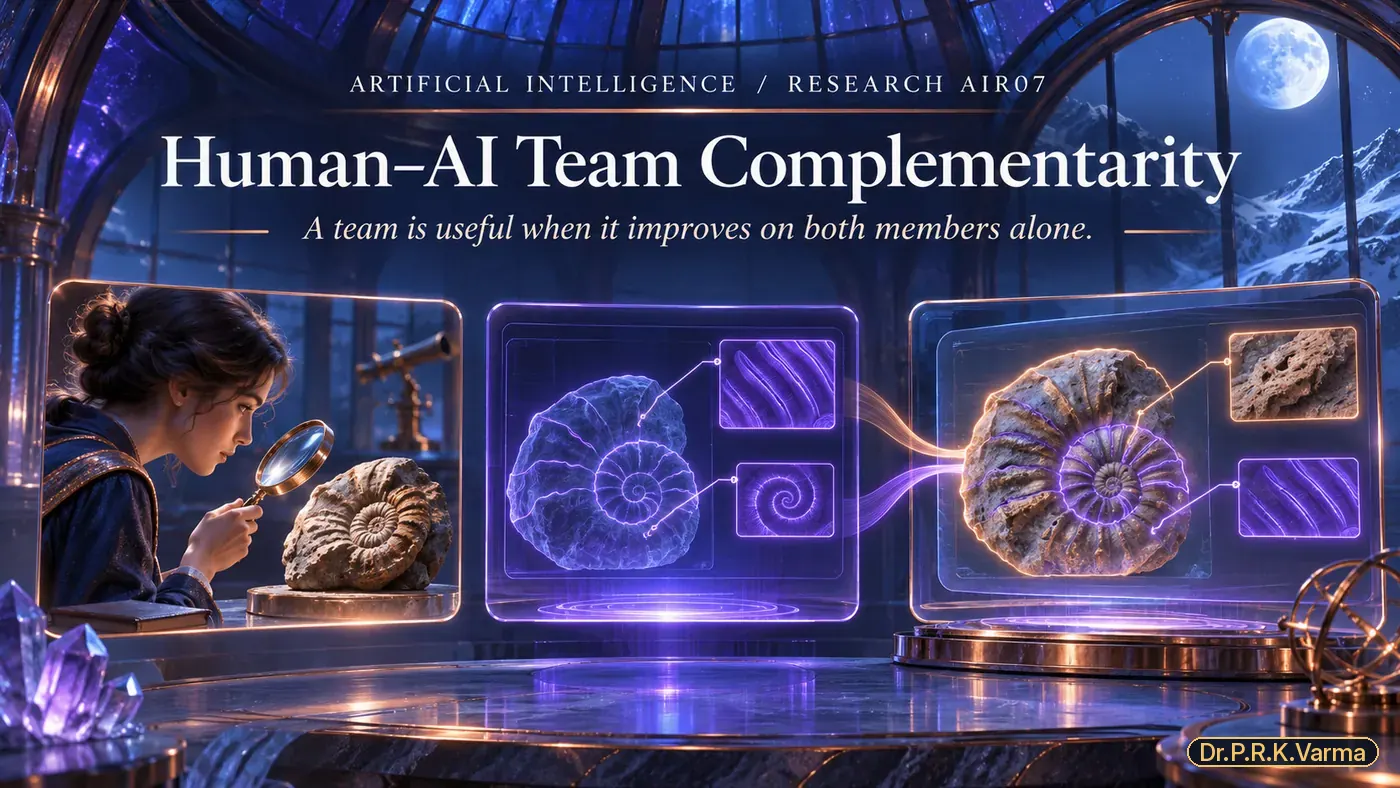 ARTIFICIAL INTELLIGENCE / RESEARCH AIR07
Human–AI Team Complementarity
A team is useful when it improves on both members alone.
Dr.P.R.K.Varma